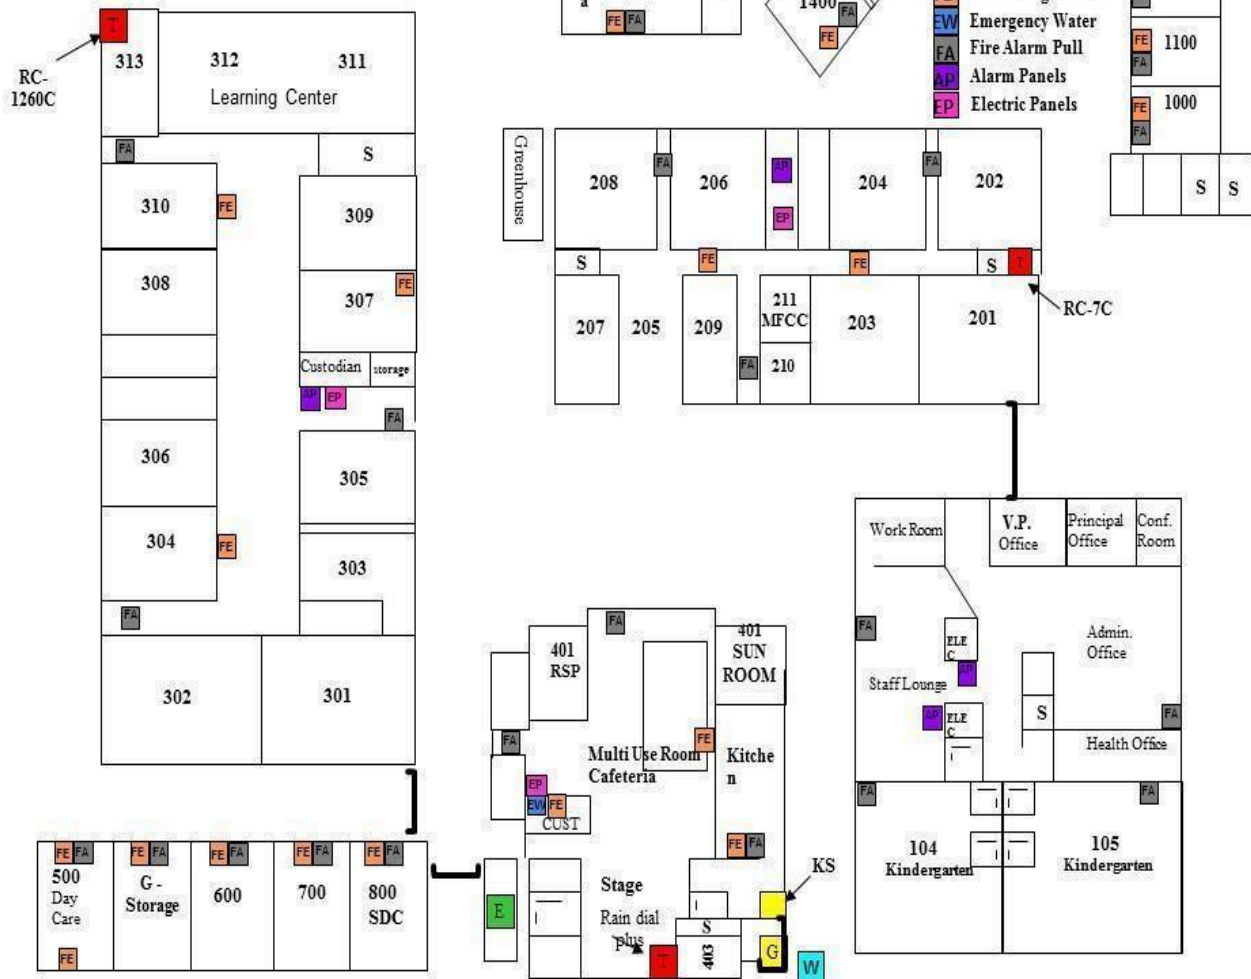 a
FE FA
1400
FA
FE
EW Emergency Water
FA Fire Alarm Pull
AP Alarm Panels
EP Electric Panels
FE 1100
FA
FE 1000
FA
S S
T
RC-
1260C
313 312 311
Learning Center
FA
S
310 FE 309
308 307 FE
Custodian storage
AP EP
FA
306 305
304 FE 303
FA
302 301
Greenhouse
208 FA 206 AP 204 FA 202
EP
S FE FE S T
RC-7C
207 205 209 211
MFCC
203 201
FA 210
Work Room V.P.
Office
Principal
Office
Conf.
Room
FA
ELE
C
AP
Admin.
Office
Staff Lounge
AP ELE
C
S FA
Health Office
FA FA
104
Kindergarten
105
Kindergarten
FA
401
RSP
401
SUN
ROOM
FA FE
Multi Use Room
Cafeteria
Kitche
n
EP
EW FE
CUST
FE FA
KS
E
Stage
Rain dial
plus
T
S
403
G
W
FE FA FE FA FE FA FE FA FE FA
500
Day
Care
FE
G -
Storage
600
700
800
SDC